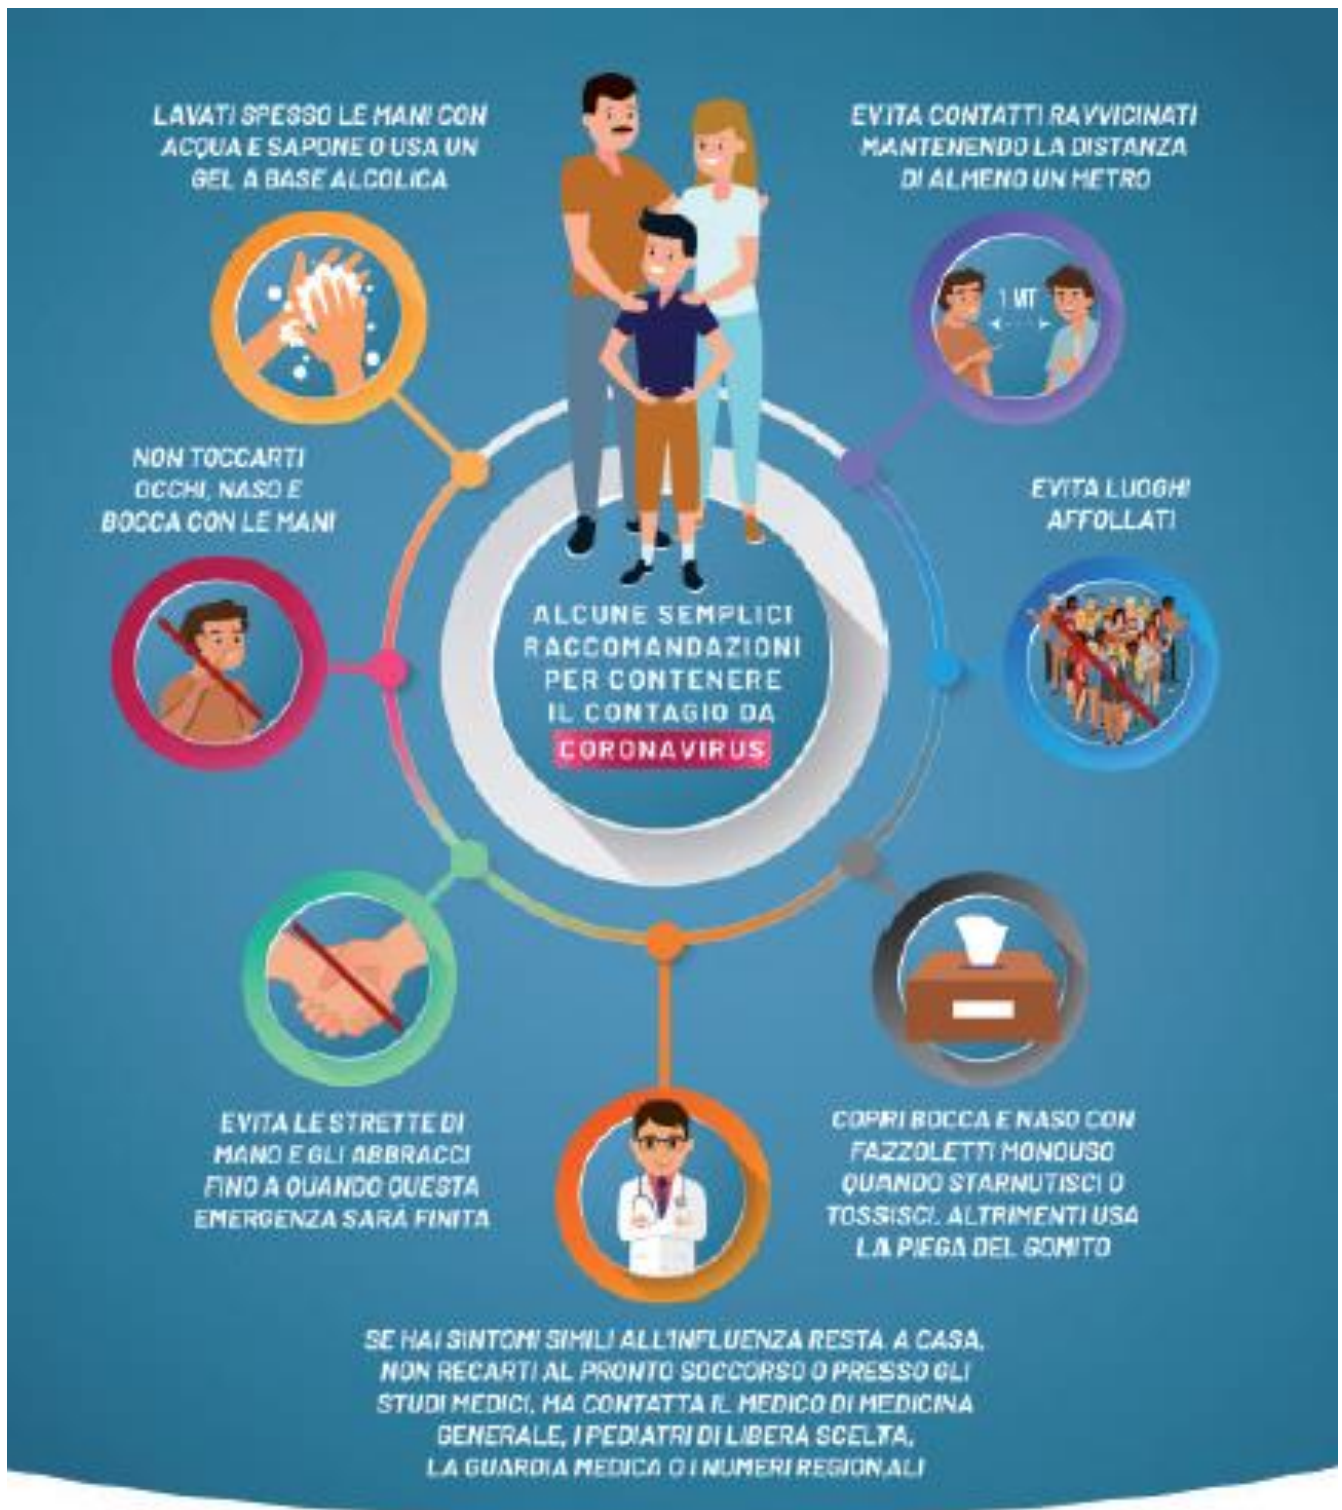 LAVATI SPESSO LE MANI CON
ACQUA E SAPONE O USA UN
GEL A BASE ALCOLICA
EVITA CONTATTI RAVVICINATI
MANTENENDO LA DISTANZA
DI ALMENO UN METRO
1 MT
NON TOCCARTI
OCCHI, NASO E
BOCCA CON LE MANI
EVITA LUOGHI
AFFOLLATI
ALCUNE SEMPLICI
RACCOMANDAZIONI
PER CONTENERE
IL CONTAGIO DA
CORONAVIRUS
EVITA LE STRETTE DI
MANO E GLI ABBRACCI
FINO A QUANDO QUESTA
EMERGENZA SARÀ FINITA
COPRI BOCCA E NASO CON
FAZZOLETTI MONOUSO
QUANDO STARNUTISCI O
TOSSISCI. ALTRIMENTI USA
LA PIEGA DEL GOMITO
SE HAI SINTOMI SIMILI ALL'INFLUENZA RESTA A CASA,
NON RECARTI AL PRONTO SOCCORSO O PRESSO GLI
STUDI MEDICI, MA CONTATTA IL MEDICO DI MEDICINA
GENERALE, I PEDIATRI DI LIBERA SCELTA,
LA GUARDIA MEDICA O I NUMERI REGIONALI